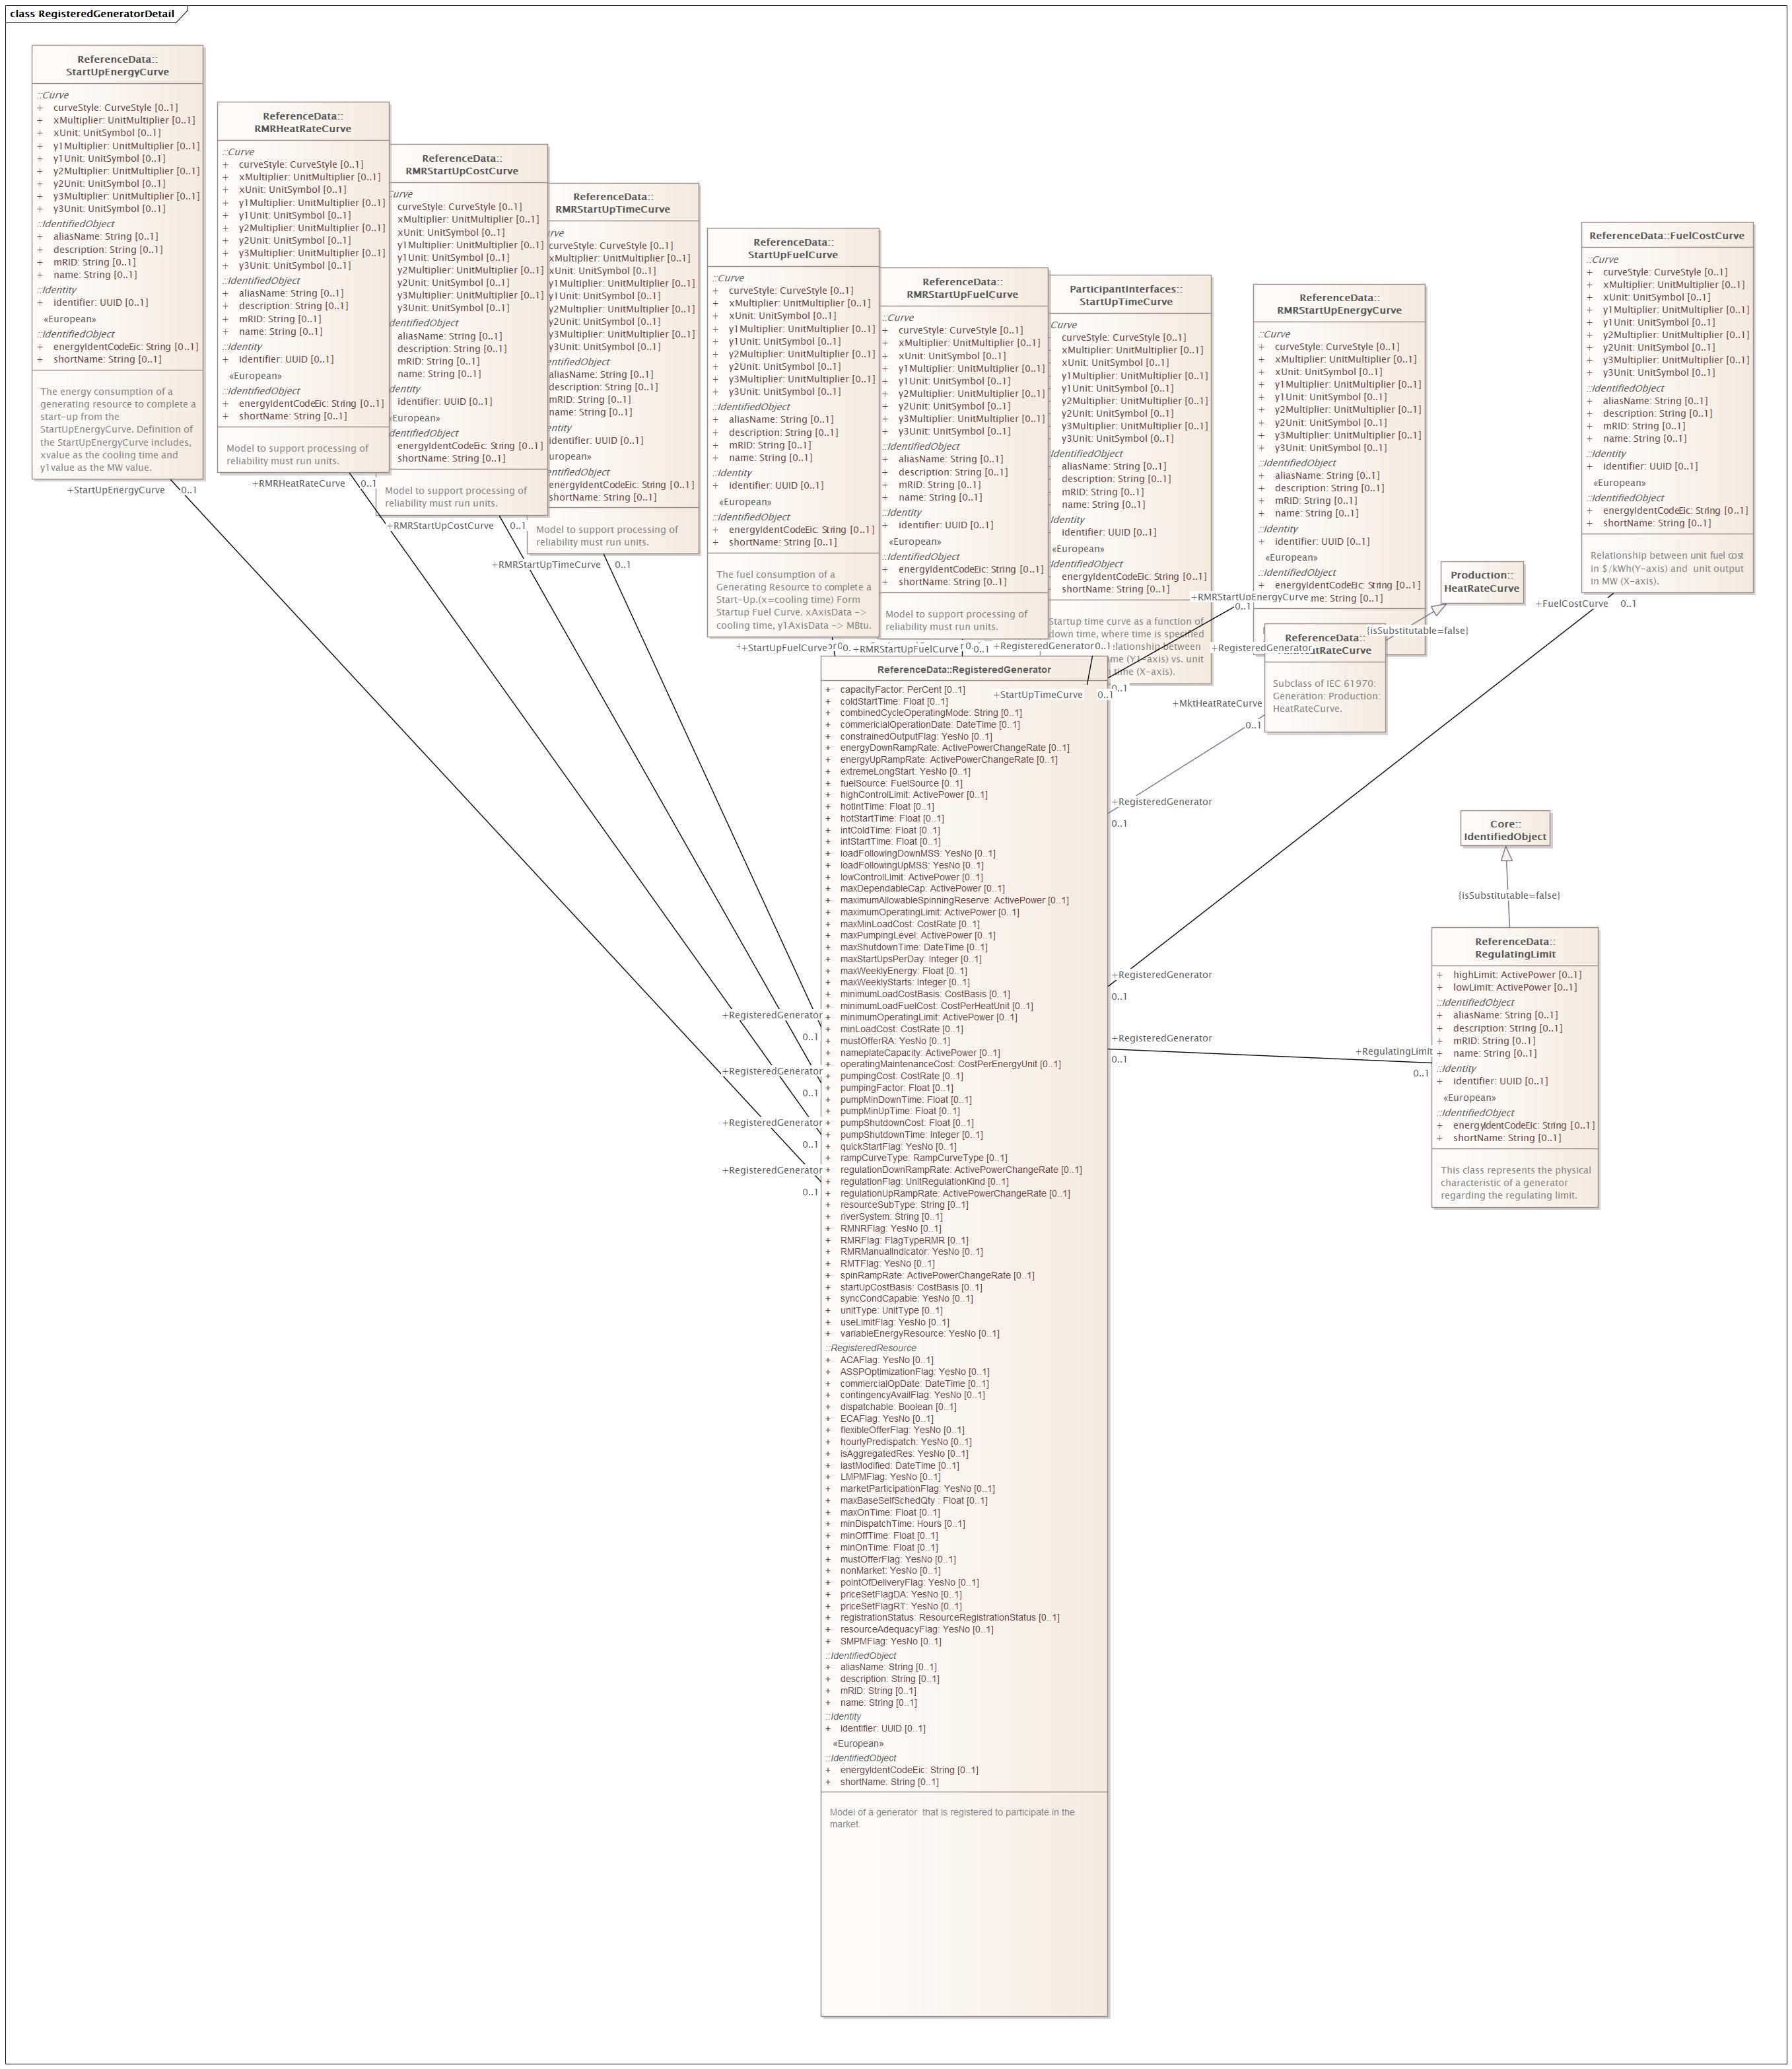 class RegisteredGeneratorDetail
ReferenceData::
StartUpEnergyCurve
::Curve
+ curveStyle: CurveStyle [0..1]
+ xMultiplier: UnitMultiplier [0..1]
+ xUnit: UnitSymbol [0..1]
+ y1Multiplier: UnitMultiplier [0..1]
+ y1Unit: UnitSymbol [0..1]
+ y2Multiplier: UnitMultiplier [0..1]
+ y2Unit: UnitSymbol [0..1]
+ y3Multiplier: UnitMultiplier [0..1]
+ y3Unit: UnitSymbol [0..1]
::IdentifiedObject
+ aliasName: String [0..1]
+ description: String [0..1]
+ mRID: String [0..1]
+ name: String [0..1]
::Identity
+ identifier: UUID [0..1]
«European»
::IdentifiedObject
+ energyIdentCodeEic: String [0..1]
+ shortName: String [0..1]
The energy consumption of a
generating resource to complete a
start-up from the
StartUpEnergyCurve. Definition of
the StartUpEnergyCurve includes,
xvalue as the cooling time and
y1value as the MW value.
+StartUpEnergyCurve 0..1
ReferenceData::
RMRHeatRateCurve
::Curve
+ curveStyle: CurveStyle [0..1]
+ xMultiplier: UnitMultiplier [0..1]
+ xUnit: UnitSymbol [0..1]
+ y1Multiplier: UnitMultiplier [0..1]
+ y1Unit: UnitSymbol [0..1]
+ y2Multiplier: UnitMultiplier [0..1]
+ y2Unit: UnitSymbol [0..1]
+ y3Multiplier: UnitMultiplier [0..1]
+ y3Unit: UnitSymbol [0..1]
::IdentifiedObject
+ aliasName: String [0..1]
+ description: String [0..1]
+ mRID: String [0..1]
+ name: String [0..1]
::Identity
+ identifier: UUID [0..1]
«European»
::IdentifiedObject
+ energyIdentCodeEic: String [0..1]
+ shortName: String [0..1]
Model to support processing of
reliability must run units.
+RMRHeatRateCurve 0..1
ReferenceData::
RMRStartUpCostCurve
Curve
curveStyle: CurveStyle [0..1]
xMultiplier: UnitMultiplier [0..1]
xUnit: UnitSymbol [0..1]
y1Multiplier: UnitMultiplier [0..1]
y1Unit: UnitSymbol [0..1]
y2Multiplier: UnitMultiplier [0..1]
y2Unit: UnitSymbol [0..1]
y3Multiplier: UnitMultiplier [0..1]
y3Unit: UnitSymbol [0..1]
dentifiedObject
aliasName: String [0..1]
description: String [0..1]
mRID: String [0..1]
name: String [0..1]
dentity
identifier: UUID [0..1]
«European»
dentifiedObject
energyIdentCodeEic: String [0..1]
shortName: String [0..1]
Model to support processing of
reliability must run units.
+RMRStartUpCostCurve 0..1
ReferenceData::
RMRStartUpTimeCurve
rve
curveStyle: CurveStyle [0..1]
xMultiplier: UnitMultiplier [0..1]
xUnit: UnitSymbol [0..1]
y1Multiplier: UnitMultiplier [0..1]
y1Unit: UnitSymbol [0..1]
y2Multiplier: UnitMultiplier [0..1]
y2Unit: UnitSymbol [0..1]
y3Multiplier: UnitMultiplier [0..1]
y3Unit: UnitSymbol [0..1]
entifiedObject
aliasName: String [0..1]
description: String [0..1]
mRID: String [0..1]
name: String [0..1]
entity
identifier: UUID [0..1]
uropean»
entifiedObject
energyIdentCodeEic: String [0..1]
shortName: String [0..1]
Model to support processing of
reliability must run units.
+RMRStartUpTimeCurve 0..1
ReferenceData::
StartUpFuelCurve
::Curve
+ curveStyle: CurveStyle [0..1]
+ xMultiplier: UnitMultiplier [0..1]
+ xUnit: UnitSymbol [0..1]
+ y1Multiplier: UnitMultiplier [0..1]
+ y1Unit: UnitSymbol [0..1]
+ y2Multiplier: UnitMultiplier [0..1]
+ y2Unit: UnitSymbol [0..1]
+ y3Multiplier: UnitMultiplier [0..1]
+ y3Unit: UnitSymbol [0..1]
::IdentifiedObject
+ aliasName: String [0..1]
+ description: String [0..1]
+ mRID: String [0..1]
+ name: String [0..1]
::Identity
+ identifier: UUID [0..1]
«European»
::IdentifiedObject
+ energyIdentCodeEic: String [0..1]
+ shortName: String [0..1]
The fuel consumption of a
Generating Resource to complete a
Start-Up.(x=cooling time) Form
Startup Fuel Curve. xAxisData ->
cooling time, y1AxisData -> MBtu.
+StartUpFuelCurve
ReferenceData::
RMRStartUpFuelCurve
::Curve
+ curveStyle: CurveStyle [0..1]
+ xMultiplier: UnitMultiplier [0..1]
+ xUnit: UnitSymbol [0..1]
+ y1Multiplier: UnitMultiplier [0..1]
+ y1Unit: UnitSymbol [0..1]
+ y2Multiplier: UnitMultiplier [0..1]
+ y2Unit: UnitSymbol [0..1]
+ y3Multiplier: UnitMultiplier [0..1]
+ y3Unit: UnitSymbol [0..1]
::IdentifiedObject
+ aliasName: String [0..1]
+ description: String [0..1]
+ mRID: String [0..1]
+ name: String [0..1]
::Identity
+ identifier: UUID [0..1]
«European»
::IdentifiedObject
+ energyIdentCodeEic: String [0..1]
+ shortName: String [0..1]
Model to support processing of
reliability must run units.
+RMRStartUpFuelCurve 0..1
ParticipantInterfaces::
StartUpTimeCurve
Curve
curveStyle: CurveStyle [0..1]
xMultiplier: UnitMultiplier [0..1]
xUnit: UnitSymbol [0..1]
y1Multiplier: UnitMultiplier [0..1]
y1Unit: UnitSymbol [0..1]
y2Multiplier: UnitMultiplier [0..1]
y2Unit: UnitSymbol [0..1]
y3Multiplier: UnitMultiplier [0..1]
y3Unit: UnitSymbol [0..1]
dentifiedObject
aliasName: String [0..1]
description: String [0..1]
mRID: String [0..1]
name: String [0..1]
dentity
identifier: UUID [0..1]
«European»
dentifiedObject
energyIdentCodeEic: String [0..1]
shortName: String [0..1]
Startup time curve as a function of
down time, where time is specified
elationship between
me (Y1-axis) vs. unit
time (X-axis).
+RegisteredGenerator 0..1
+StartUpTimeCurve 0..1
ReferenceData::
RMRStartUpEnergyCurve
::Curve
+ curveStyle: CurveStyle [0..1]
+ xMultiplier: UnitMultiplier [0..1]
+ xUnit: UnitSymbol [0..1]
+ y1Multiplier: UnitMultiplier [0..1]
+ y1Unit: UnitSymbol [0..1]
+ y2Multiplier: UnitMultiplier [0..1]
+ y2Unit: UnitSymbol [0..1]
+ y3Multiplier: UnitMultiplier [0..1]
+ y3Unit: UnitSymbol [0..1]
::IdentifiedObject
+ aliasName: String [0..1]
+ description: String [0..1]
+ mRID: String [0..1]
+ name: String [0..1]
::Identity
+ identifier: UUID [0..1]
«European»
::IdentifiedObject
+ energyIdentCodeEic: String [0..1]
me: String [0..1]
+RMRStartUpEnergyCurve
0..1
+RegisteredGenerator
0..1
Production::
HeatRateCurve
{isSubstitutable=false}
ReferenceData::
HeatRateCurve
Subclass of IEC 61970:
Generation: Production:
HeatRateCurve.
+MktHeatRateCurve
0..1
+RegisteredGenerator
0..1
ReferenceData::FuelCostCurve
::Curve
+ curveStyle: CurveStyle [0..1]
+ xMultiplier: UnitMultiplier [0..1]
+ xUnit: UnitSymbol [0..1]
+ y1Multiplier: UnitMultiplier [0..1]
+ y1Unit: UnitSymbol [0..1]
+ y2Multiplier: UnitMultiplier [0..1]
+ y2Unit: UnitSymbol [0..1]
+ y3Multiplier: UnitMultiplier [0..1]
+ y3Unit: UnitSymbol [0..1]
::IdentifiedObject
+ aliasName: String [0..1]
+ description: String [0..1]
+ mRID: String [0..1]
+ name: String [0..1]
::Identity
+ identifier: UUID [0..1]
«European»
::IdentifiedObject
+ energyIdentCodeEic: String [0..1]
+ shortName: String [0..1]
Relationship between unit fuel cost
in $/kWh(Y-axis) and unit output
in MW (X-axis).
+FuelCostCurve 0..1
ReferenceData::RegisteredGenerator
+ capacityFactor: PerCent [0..1]
+ coldStartTime: Float [0..1]
+ combinedCycleOperatingMode: String [0..1]
+ commericialOperationDate: DateTime [0..1]
+ constrainedOutputFlag: YesNo [0..1]
+ energyDownRampRate: ActivePowerChangeRate [0..1]
+ energyUpRampRate: ActivePowerChangeRate [0..1]
+ extremeLongStart: YesNo [0..1]
+ fuelSource: FuelSource [0..1]
+ highControlLimit: ActivePower [0..1]
+ hotIntTime: Float [0..1]
+ hotStartTime: Float [0..1]
+ intColdTime: Float [0..1]
+ intStartTime: Float [0..1]
+ loadFollowingDownMSS: YesNo [0..1]
+ loadFollowingUpMSS: YesNo [0..1]
+ lowControlLImit: ActivePower [0..1]
+ maxDependableCap: ActivePower [0..1]
+ maximumAllowableSpinningReserve: ActivePower [0..1]
+ maximumOperatingLimit: ActivePower [0..1]
+ maxMinLoadCost: CostRate [0..1]
+ maxPumpingLevel: ActivePower [0..1]
+ maxShutdownTime: DateTime [0..1]
+ maxStartUpsPerDay: Integer [0..1]
+ maxWeeklyEnergy: Float [0..1]
+ maxWeeklyStarts: Integer [0..1]
+ minimumLoadCostBasis: CostBasis [0..1]
+ minimumLoadFuelCost: CostPerHeatUnit [0..1]
+ minimumOperatingLimit: ActivePower [0..1]
+ minLoadCost: CostRate [0..1]
+ mustOfferRA: YesNo [0..1]
+ nameplateCapacity: ActivePower [0..1]
+ operatingMaintenanceCost: CostPerEnergyUnit [0..1]
+ pumpingCost: CostRate [0..1]
+ pumpingFactor: Float [0..1]
+ pumpMinDownTime: Float [0..1]
+ pumpMinUpTime: Float [0..1]
+ pumpShutdownCost: Float [0..1]
+ pumpShutdownTime: Integer [0..1]
+ quickStartFlag: YesNo [0..1]
+ rampCurveType: RampCurveType [0..1]
+ regulationDownRampRate: ActivePowerChangeRate [0..1]
+ regulationFlag: UnitRegulationKind [0..1]
+ regulationUpRampRate: ActivePowerChangeRate [0..1]
+ resourceSubType: String [0..1]
+ riverSystem: String [0..1]
+ RMNRFlag: YesNo [0..1]
+ RMRFlag: FlagTypeRMR [0..1]
+ RMRManualIndicator: YesNo [0..1]
+ RMTFlag: YesNo [0..1]
+ spinRampRate: ActivePowerChangeRate [0..1]
+ startUpCostBasis: CostBasis [0..1]
+ syncCondCapable: YesNo [0..1]
+ unitType: UnitType [0..1]
+ useLimitFlag: YesNo [0..1]
+ variableEnergyResource: YesNo [0..1]
::RegisteredResource
+ ACAFlag: YesNo [0..1]
+ ASSPOptimizationFlag: YesNo [0..1]
+ commercialOpDate: DateTime [0..1]
+ contingencyAvailFlag: YesNo [0..1]
+ dispatchable: Boolean [0..1]
+ ECAFlag: YesNo [0..1]
+ flexibleOfferFlag: YesNo [0..1]
+ hourlyPredispatch: YesNo [0..1]
+ isAggregatedRes: YesNo [0..1]
+ lastModified: DateTime [0..1]
+ LMPMFlag: YesNo [0..1]
+ marketParticipationFlag: YesNo [0..1]
+ maxBaseSelfSchedQty : Float [0..1]
+ maxOnTime: Float [0..1]
+ minDispatchTime: Hours [0..1]
+ minOffTime: Float [0..1]
+ minOnTime: Float [0..1]
+ mustOfferFlag: YesNo [0..1]
+ nonMarket: YesNo [0..1]
+ pointOfDeliveryFlag: YesNo [0..1]
+ priceSetFlagDA: YesNo [0..1]
+ priceSetFlagRT: YesNo [0..1]
+ registrationStatus: ResourceRegistrationStatus [0..1]
+ resourceAdequacyFlag: YesNo [0..1]
+ SMPMFlag: YesNo [0..1]
::IdentifiedObject
+ aliasName: String [0..1]
+ description: String [0..1]
+ mRID: String [0..1]
+ name: String [0..1]
::Identity
+ identifier: UUID [0..1]
«European»
::IdentifiedObject
+ energyIdentCodeEic: String [0..1]
+ shortName: String [0..1]
Model of a generator that is registered to participate in the
market.
+RegisteredGenerator
0..1
+RegisteredGenerator
0..1
+RegisteredGenerator
0..1
+RegisteredGenerator
0..1
+RegisteredGenerator
0..1
+RegisteredGenerator
0..1
+RegulatingLimit
0..1
Core::
IdentifiedObject
{isSubstitutable=false}
ReferenceData::
RegulatingLimit
+ highLimit: ActivePower [0..1]
+ lowLimit: ActivePower [0..1]
::IdentifiedObject
+ aliasName: String [0..1]
+ description: String [0..1]
+ mRID: String [0..1]
+ name: String [0..1]
::Identity
+ identifier: UUID [0..1]
«European»
::IdentifiedObject
+ energyIdentCodeEic: String [0..1]
+ shortName: String [0..1]
This class represents the physical
characteristic of a generator
regarding the regulating limit.